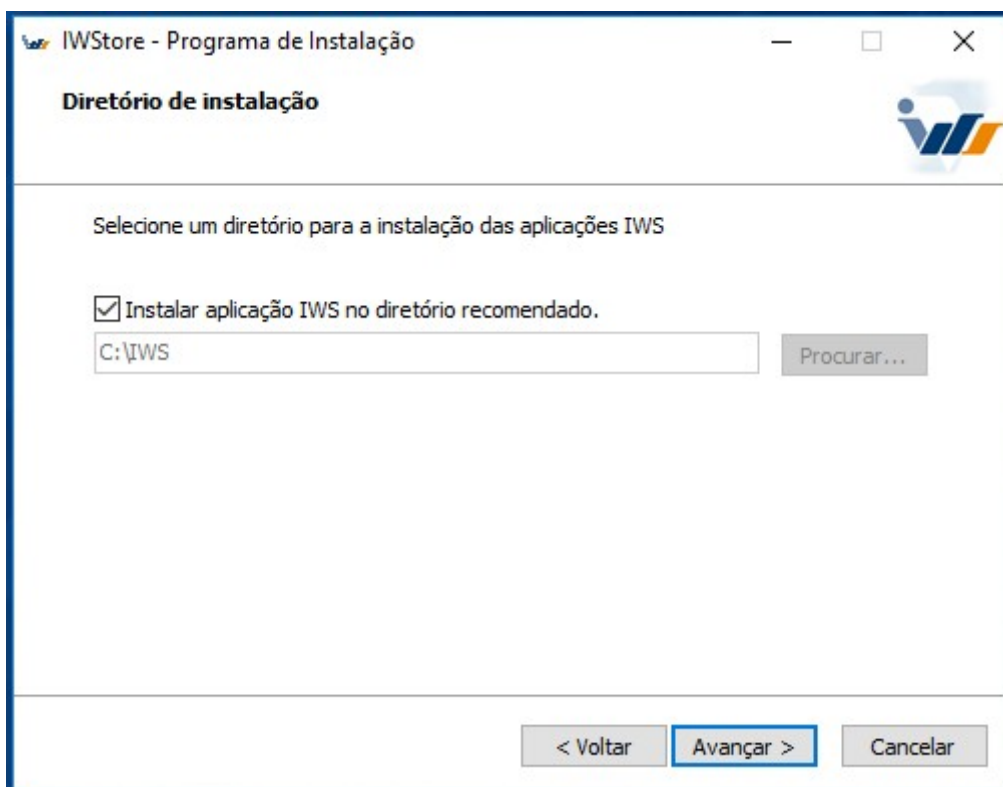 IWStore - Programa de Instalação
Diretório de instalação
iws
Selecione um diretório para a instalação das aplicações IWS
Instalar aplicação IWS no diretório recomendado.
C:\IWS
Procurar...
< Voltar
Avançar >
Cancelar